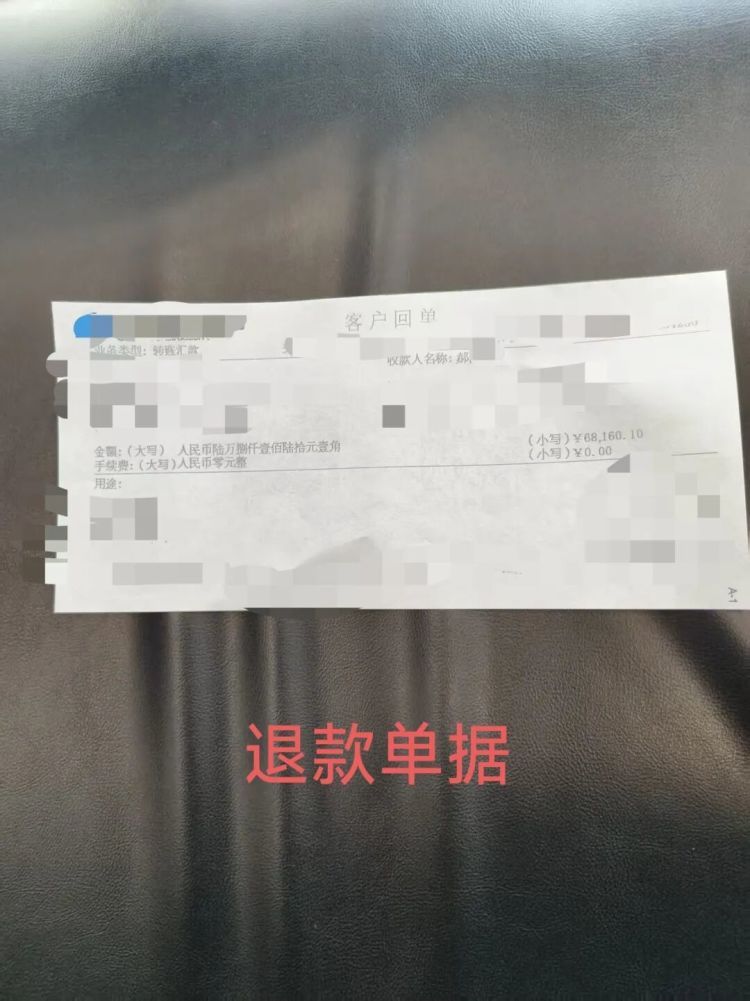 客户回单
业务类型：转账汇款
收款人名称：郝
金额：（大写） 人民币陆万捌仟壹佰陆拾元壹角 （小写）￥68,160.10
手续费：（大写）人民币零元整 （小写）￥0.00
用途：
A-1
退款单据